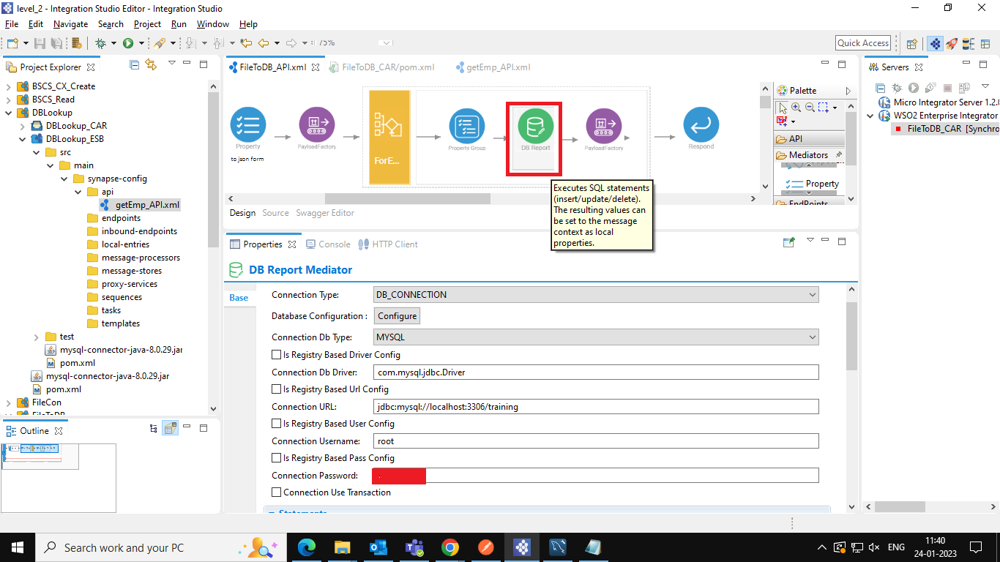 level_2 - Integration Studio Editor - Integration Studio
File Edit Navigate Search Project Run Window Help
75%
Quick Access
Project Explorer
BSCS_CX_Create
BSCS_Read
DBLookup
DBLookup_CAR
DBLookup_ESB
src
main
synapse-config
api
getEmp_API.xml
endpoints
inbound-endpoints
local-entries
message-processors
message-stores
proxy-services
sequences
tasks
templates
test
mysql-connector-java-8.0.29.jar
pom.xml
mysql-connector-java-8.0.29.jar
pom.xml
FileCon
FileToDB
Outline
FileToDB_API.xml FileToDB_CAR/pom.xml getEmp_API.xml
Property
to json form
PayloadFactory
ForE...
Property Group
DB Report
PayloadFactory
Respond
Executes SQL statements
(insert/update/delete).
The resulting values can
be set to the message
context as local
properties.
Design Source Swagger Editor
Palette
API
Mediators
Property
EndPoints
Servers
Micro Integrator Server 1.2.0
WSO2 Enterprise Integrator
FileToDB_CAR [Synchro
Properties Console HTTP Client
DB Report Mediator
Base
Connection Type: DB_CONNECTION
Database Configuration : Configure
Connection Db Type: MYSQL
Is Registry Based Driver Config
Connection Db Driver: com.mysql.jdbc.Driver
Is Registry Based Url Config
Connection URL: jdbc:mysql://localhost:3306/training
Is Registry Based User Config
Connection Username: root
Is Registry Based Pass Config
Connection Password:
Connection Use Transaction
Statements
Search work and your PC
ENG
11:40
24-01-2023